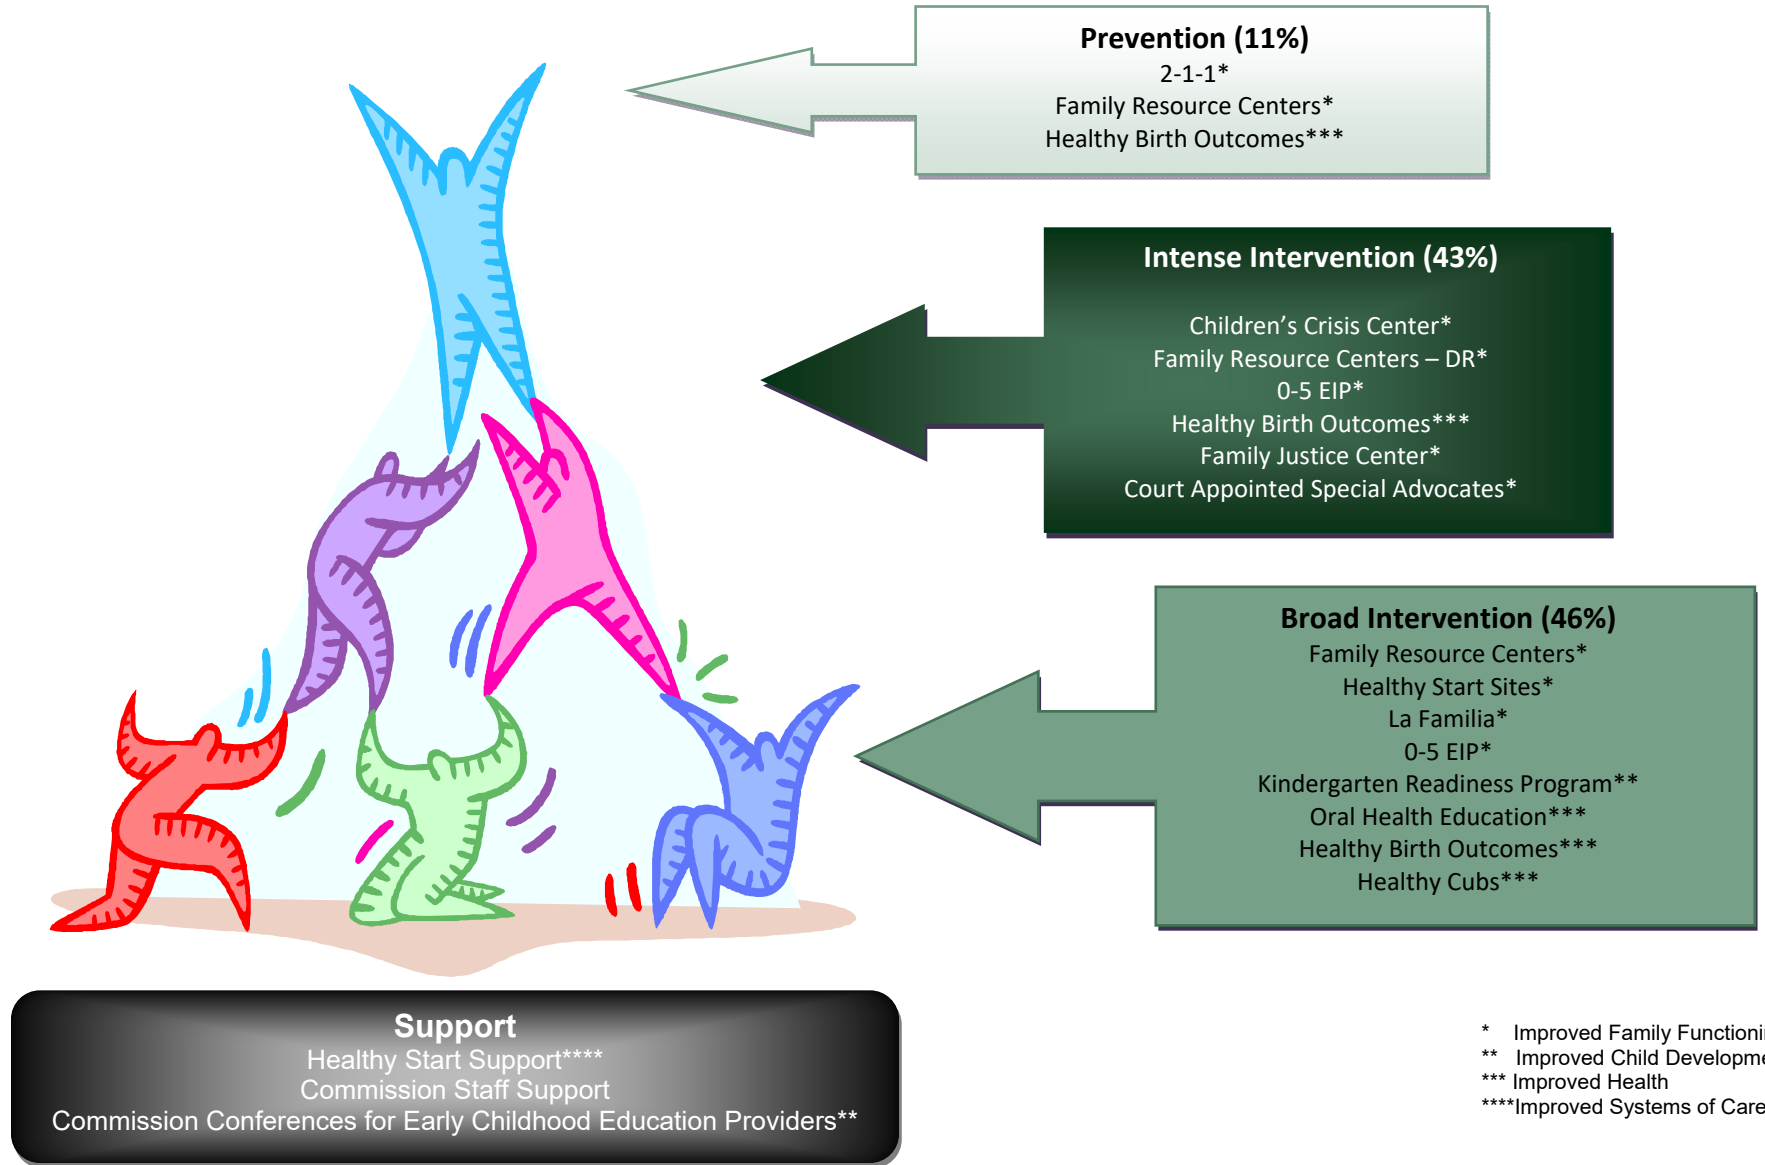 Prevention (11%)
2-1-1*
Family Resource Centers*
Healthy Birth Outcomes***
Intense Intervention (43%)
Children’s Crisis Center*
Family Resource Centers – DR*
0-5 EIP*
Healthy Birth Outcomes***
Family Justice Center*
Court Appointed Special Advocates*
Broad Intervention (46%)
Family Resource Centers*
Healthy Start Sites*
La Familia*
0-5 EIP*
Kindergarten Readiness Program**
Oral Health Education***
Healthy Birth Outcomes***
Healthy Cubs***
Support
Healthy Start Support****
Commission Staff Support
Commission Conferences for Early Childhood Education Providers**
* Improved Family
** Improved Child
*** Improved Health
****Improved Systems of Care